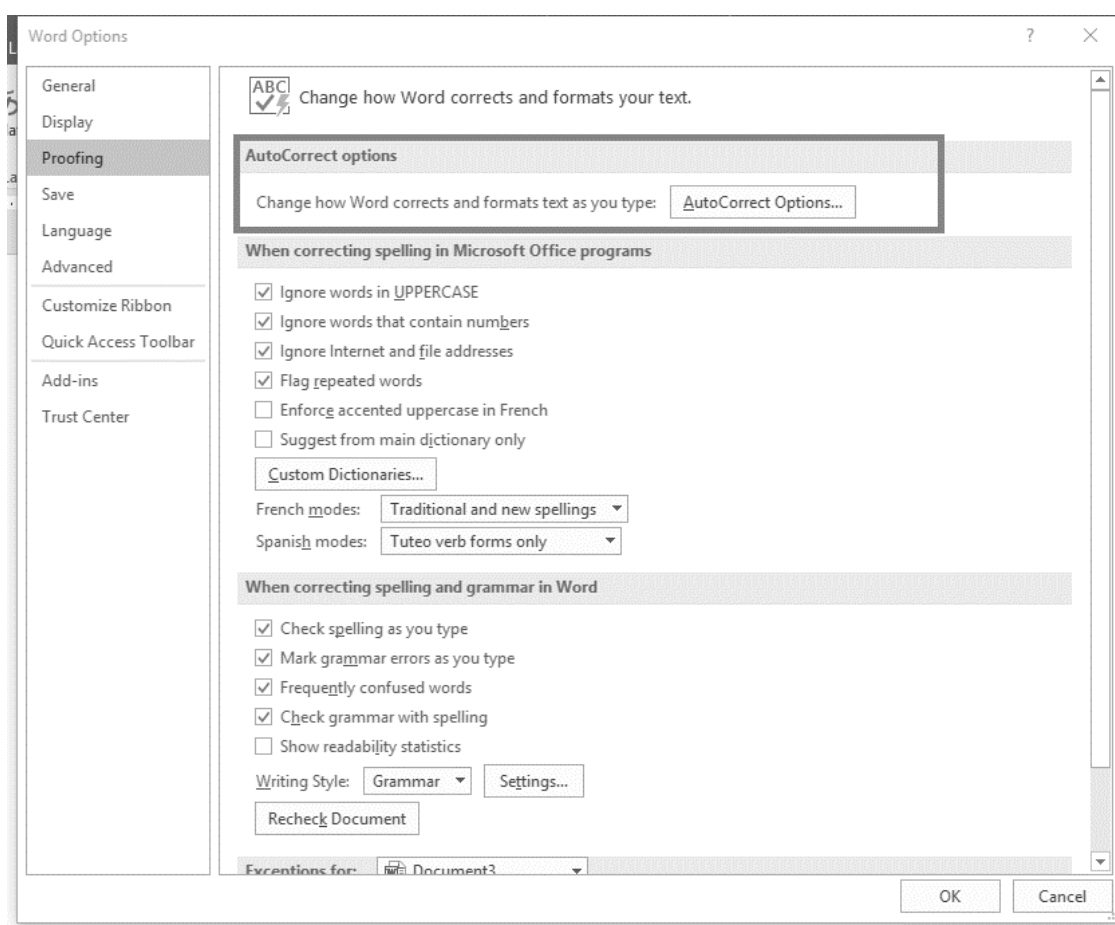 Word Options
General
Display
Proofing
Save
Language
Advanced
Customize Ribbon
Quick Access Toolbar
Add-ins
Trust Center
ABC
Change how Word corrects and formats your text.
AutoCorrect options
Change how Word corrects and formats text as you type: AutoCorrect Options...
When correcting spelling in Microsoft Office programs
Ignore words in UPPERCASE
Ignore words that contain numbers
Ignore Internet and file addresses
Flag repeated words
Enforce accented uppercase in French
Suggest from main dictionary only
Custom Dictionaries...
French modes: Traditional and new spellings
Spanish modes: Tuteo verb forms only
When correcting spelling and grammar in Word
Check spelling as you type
Mark grammar errors as you type
Frequently confused words
Check grammar with spelling
Show readability statistics
Writing Style: Grammar Settings...
Recheck Document
Exceptions for: Document3
OK Cancel